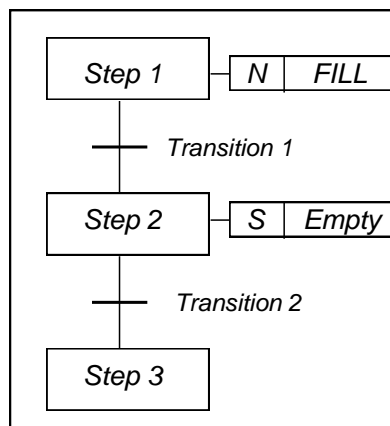 Step 1 N FILL
Transition 1
Step 2 S Empty
Transition 2
Step 3